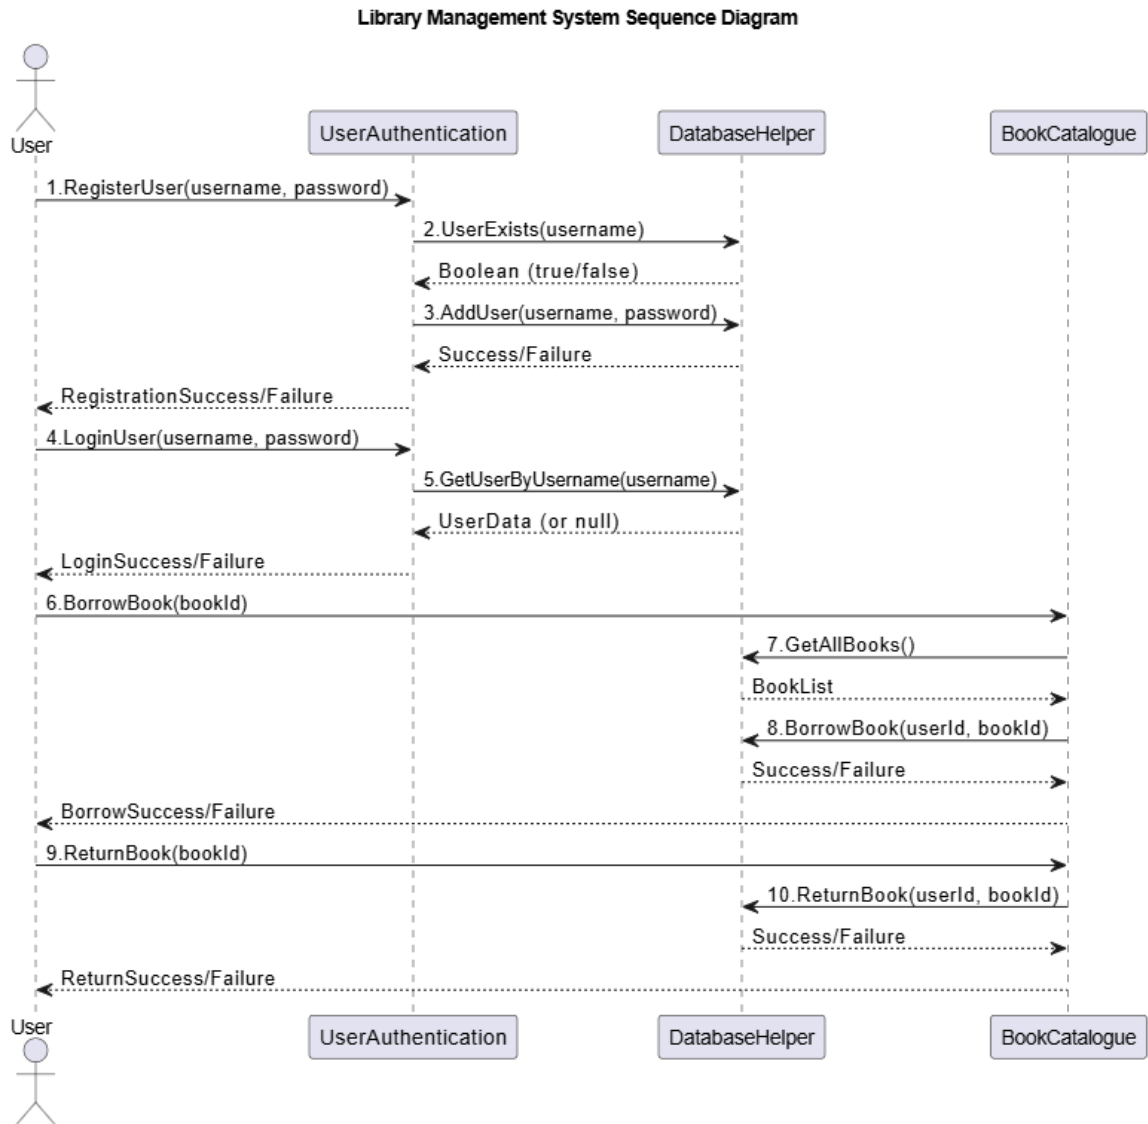 Library Management System Sequence Diagram
User
UserAuthentication
DatabaseHelper
BookCatalogue
1.RegisterUser(username, password)
2.UserExists(username)
Boolean (true/false)
3.AddUser(username, password)
Success/Failure
RegistrationSuccess/Failure
4.LoginUser(username, password)
5.GetUserByUsername(username)
UserData (or null)
LoginSuccess/Failure
6.BorrowBook(bookId)
7.GetAllBooks()
BookList
8.BorrowBook(userId, bookId)
Success/Failure
BorrowSuccess/Failure
9.ReturnBook(bookId)
10.ReturnBook(userId, bookId)
Success/Failure
ReturnSuccess/Failure
User
UserAuthentication
DatabaseHelper
BookCatalogue